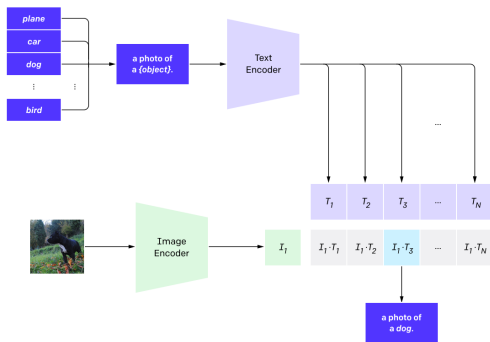 plane
car
dog
⋮ ⋮
bird
a photo of
a {object}.
Text
Encoder
...
T1 T2 T3 ... TN
Image
Encoder
I1
I1·T1 I1·T2 I1·T3 ... I1·TN
a photo of
a dog.